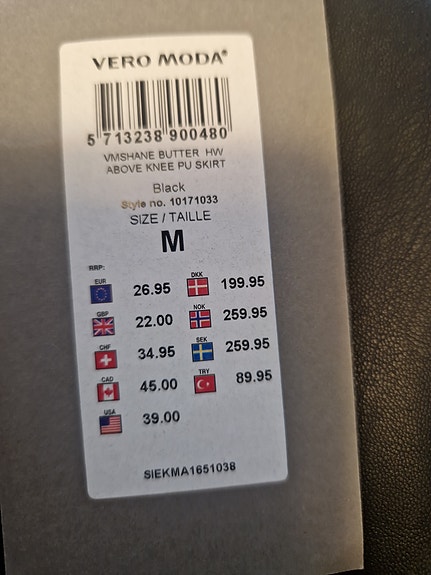 VERO MODA®
5 713238 900480
VMSHANE BUTTER HW
ABOVE KNEE PU SKIRT
Black
Style no. 10171033
SIZE / TAILLE
M
RRP:
EUR 26.95 DKK 199.95
GBP 22.00 NOK 259.95
CHF 34.95 SEK 259.95
CAD 45.00 TRY 89.95
USA 39.00
SIEKMA1651038